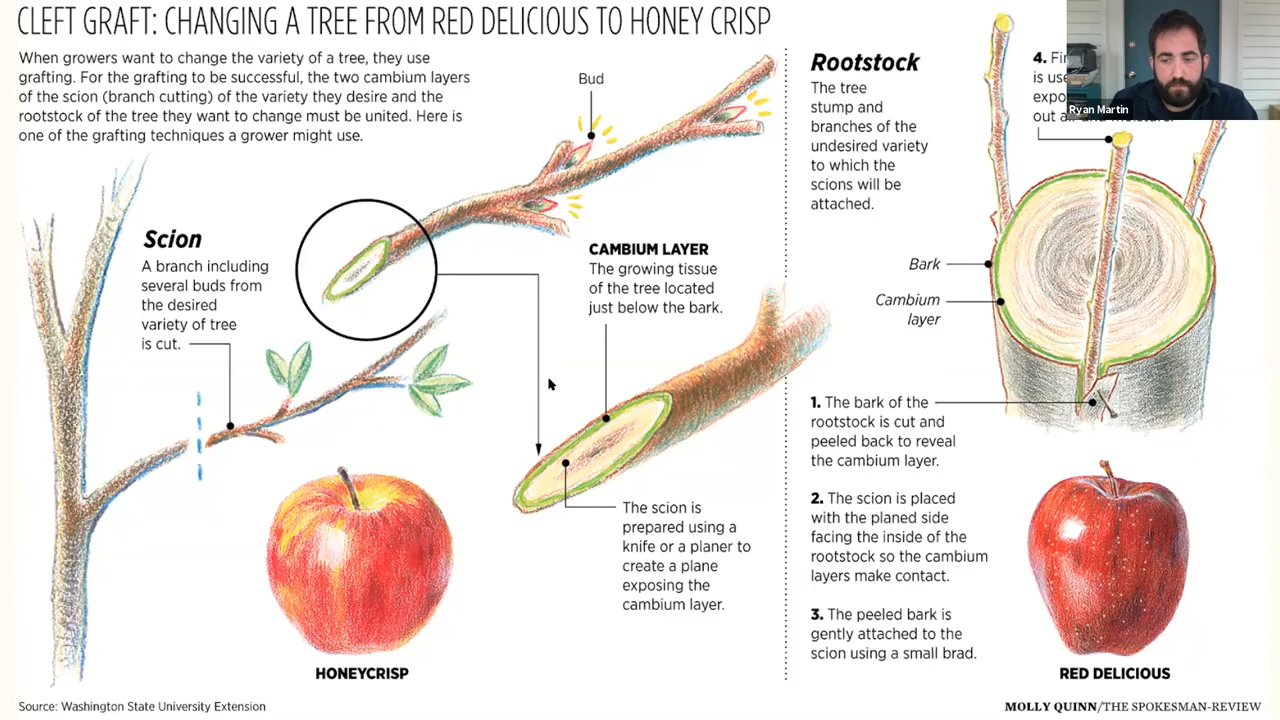 CLEFT GRAFT: CHANGING A TREE FROM RED DELICIOUS TO HONEY CRISP
When growers want to change the variety of a tree, they use
grafting. For the grafting to be successful, the two cambium layers
of the scion (branch cutting) of the variety they desire and the
rootstock of the tree they want to change must be united. Here is
one of the grafting techniques a grower might use.
Bud
Scion
A branch including
several buds from
the desired
variety of tree
is cut.
CAMBIUM LAYER
The growing tissue
of the tree located
just below the bark.
The scion is
prepared using a
knife or a planer to
create a plane
exposing the
cambium layer.
HONEYCRISP
Rootstock
The tree
stump and
branches of the
undesired variety
to which the
scions will be
attached.
4.
is
out
Ryan Martin
Bark
Cambium
layer
1. The bark of the
rootstock is cut and
peeled back to reveal
the cambium layer.
2. The scion is placed
with the planed side
facing the inside of the
rootstock so the cambium
layers make contact.
3. The peeled bark is
gently attached to the
scion using a small brad.
RED DELICIOUS
Source: Washington State University Extension
MOLLY QUINN/THE SPOKESMAN-REVIEW